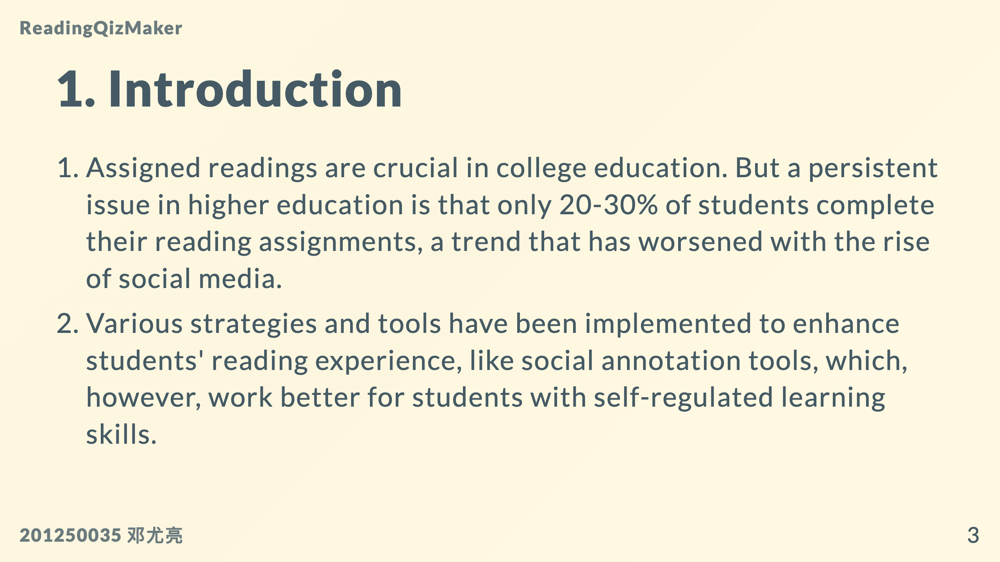 ReadingQizMaker
1. Introduction
1. Assigned readings are crucial in college education. But a persistent
issue in higher education is that only 20-30% of students complete
their reading assignments, a trend that has worsened with the rise
of social media.
2. Various strategies and tools have been implemented to enhance
students' reading experience, like social annotation tools, which,
however, work better for students with self-regulated learning
skills.
201250035 邓尤亮
3